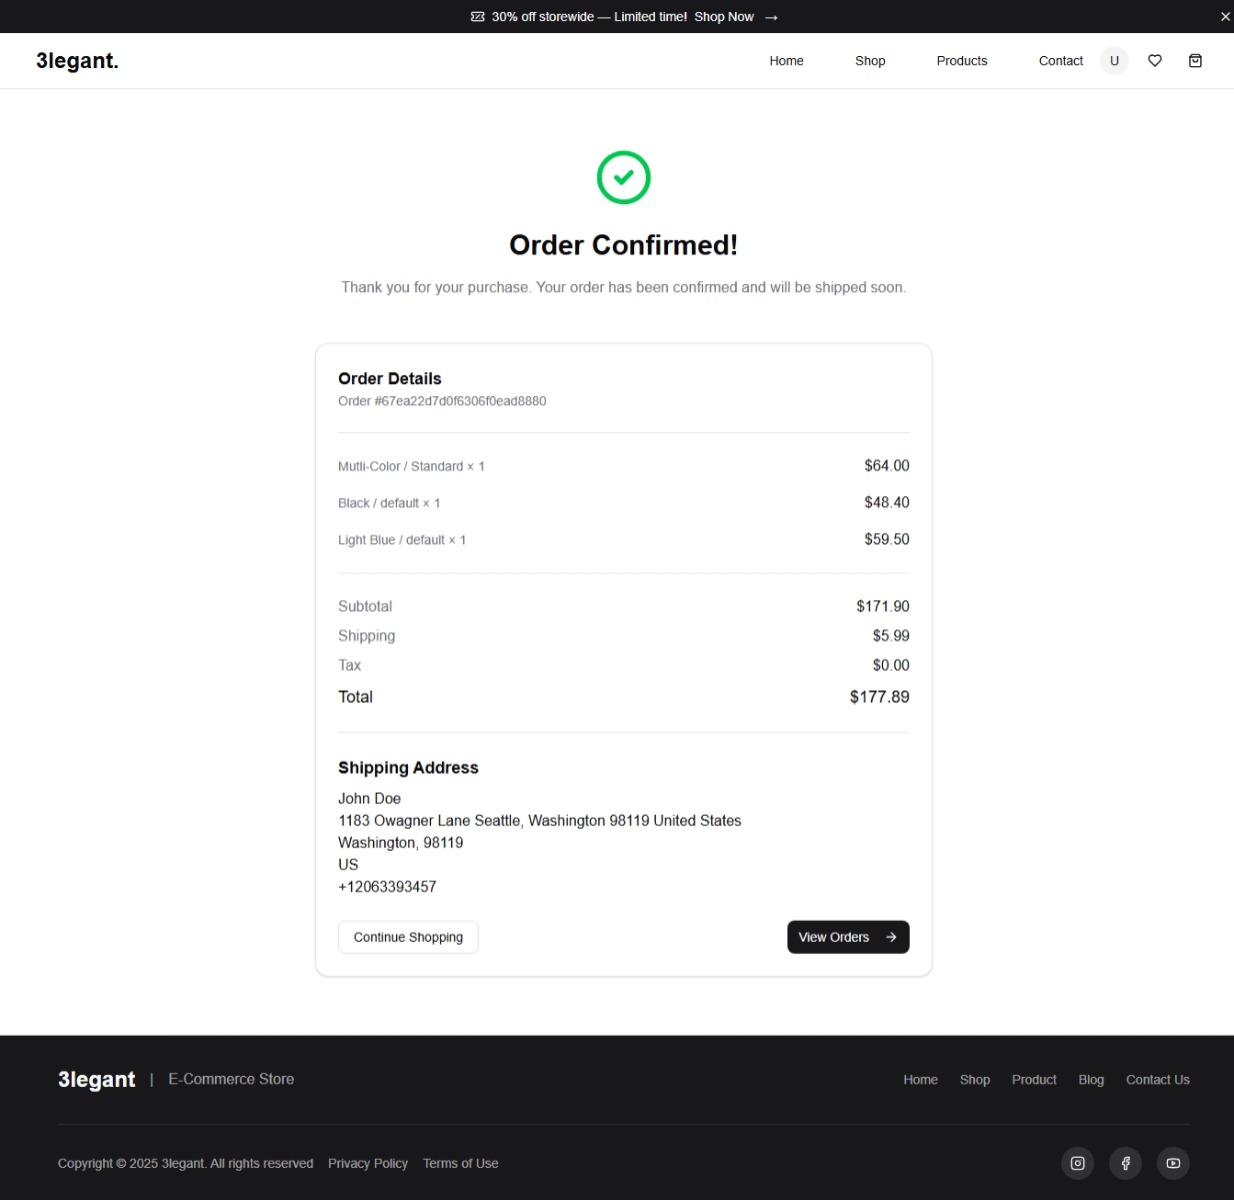 30% off storewide — Limited time! Shop Now →
3legant.
Home Shop Products Contact U
Order Confirmed!
Thank you for your purchase. Your order has been confirmed and will be shipped soon.
Order Details
Order #67ea22d7d0f6306f0ead8880
Mutli-Color / Standard × 1 $64.00
Black / default × 1 $48.40
Light Blue / default × 1 $59.50
Subtotal $171.90
Shipping $5.99
Tax $0.00
Total $177.89
Shipping Address
John Doe
1183 Owagner Lane Seattle, Washington 98119 United States
Washington, 98119
US
+12063393457
Continue Shopping View Orders →
3legant | E-Commerce Store Home Shop Product Blog Contact Us
Copyright © 2025 3legant. All rights reserved Privacy Policy Terms of Use